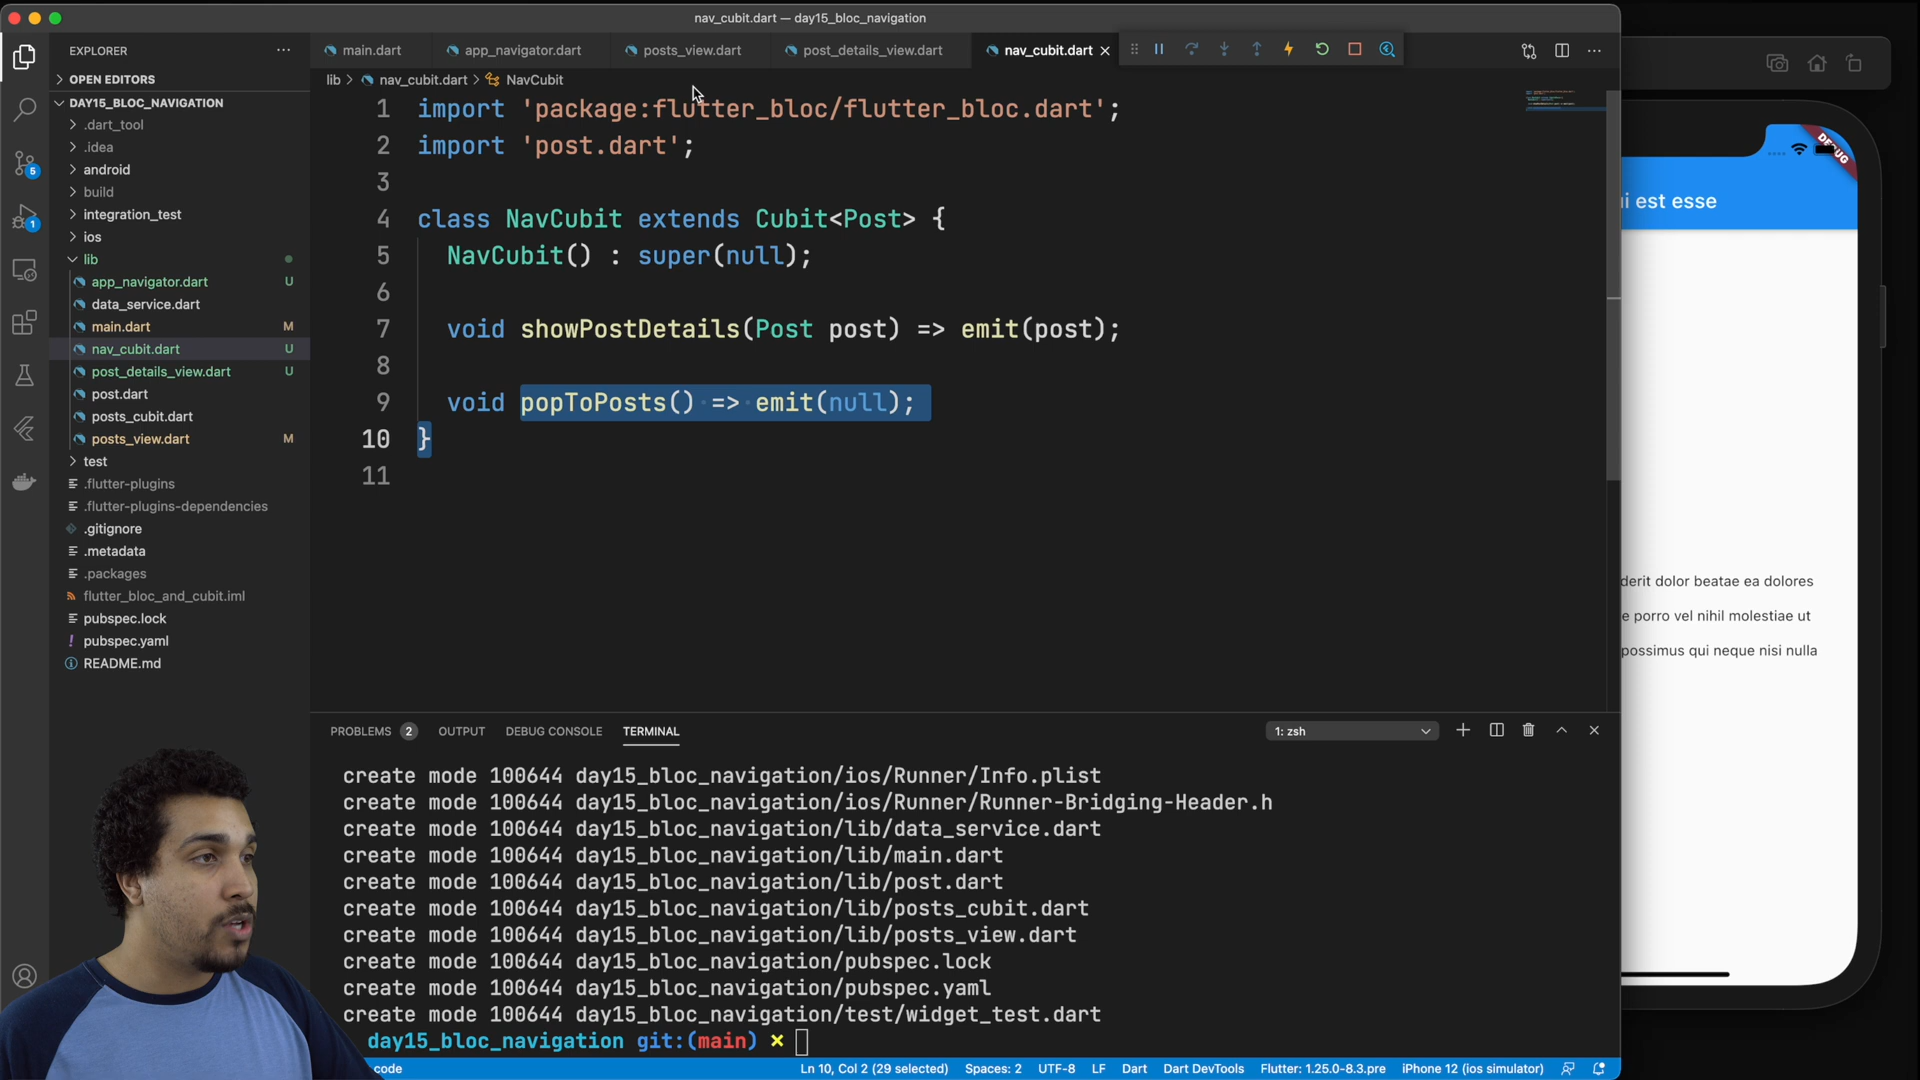 nav_cubit.dart — day15_bloc_navigation
EXPLORER
OPEN EDITORS
DAY15_BLOC_NAVIGATION
.dart_tool
.idea
android
build
integration_test
ios
lib
app_navigator.dart U
data_service.dart
main.dart M
nav_cubit.dart U
post_details_view.dart U
post.dart
posts_cubit.dart
posts_view.dart M
test
.flutter-plugins
.flutter-plugins-dependencies
.gitignore
.metadata
.packages
flutter_bloc_and_cubit.iml
pubspec.lock
pubspec.yaml
README.md
5
1
main.dart app_navigator.dart posts_view.dart post_details_view.dart nav_cubit.dart
lib > nav_cubit.dart > NavCubit
1 import 'package:flutter_bloc/flutter_bloc.dart';
2 import 'post.dart';
3
4 class NavCubit extends Cubit<Post> {
5 NavCubit() : super(null);
6
7 void showPostDetails(Post post) => emit(post);
8
9 void popToPosts() => emit(null);
10 }
11
PROBLEMS 2 OUTPUT DEBUG CONSOLE TERMINAL 1: zsh
create mode 100644 day15_bloc_navigation/ios/Runner/Info.plist
create mode 100644 day15_bloc_navigation/ios/Runner/Runner-Bridging-Header.h
create mode 100644 day15_bloc_navigation/lib/data_service.dart
create mode 100644 day15_bloc_navigation/lib/main.dart
create mode 100644 day15_bloc_navigation/lib/post.dart
create mode 100644 day15_bloc_navigation/lib/posts_cubit.dart
create mode 100644 day15_bloc_navigation/lib/posts_view.dart
create mode 100644 day15_bloc_navigation/pubspec.lock
create mode 100644 day15_bloc_navigation/pubspec.yaml
create mode 100644 day15_bloc_navigation/test/widget_test.dart
day15_bloc_navigation git:(main) ×
code Ln 10, Col 2 (29 selected) Spaces: 2 UTF-8 LF Dart Dart DevTools Flutter: 1.25.0-8.3.pre iPhone 12 (ios simulator)
DEBUG
i est esse
derit dolor beatae ea dolores
e porro vel nihil molestiae ut
possimus qui neque nisi nulla